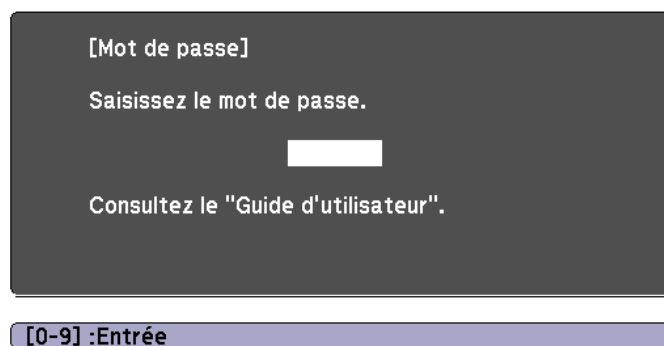 [Mot de passe]
Saisissez le mot de passe.
Consultez le "Guide d'utilisateur".
[0-9] :Entrée